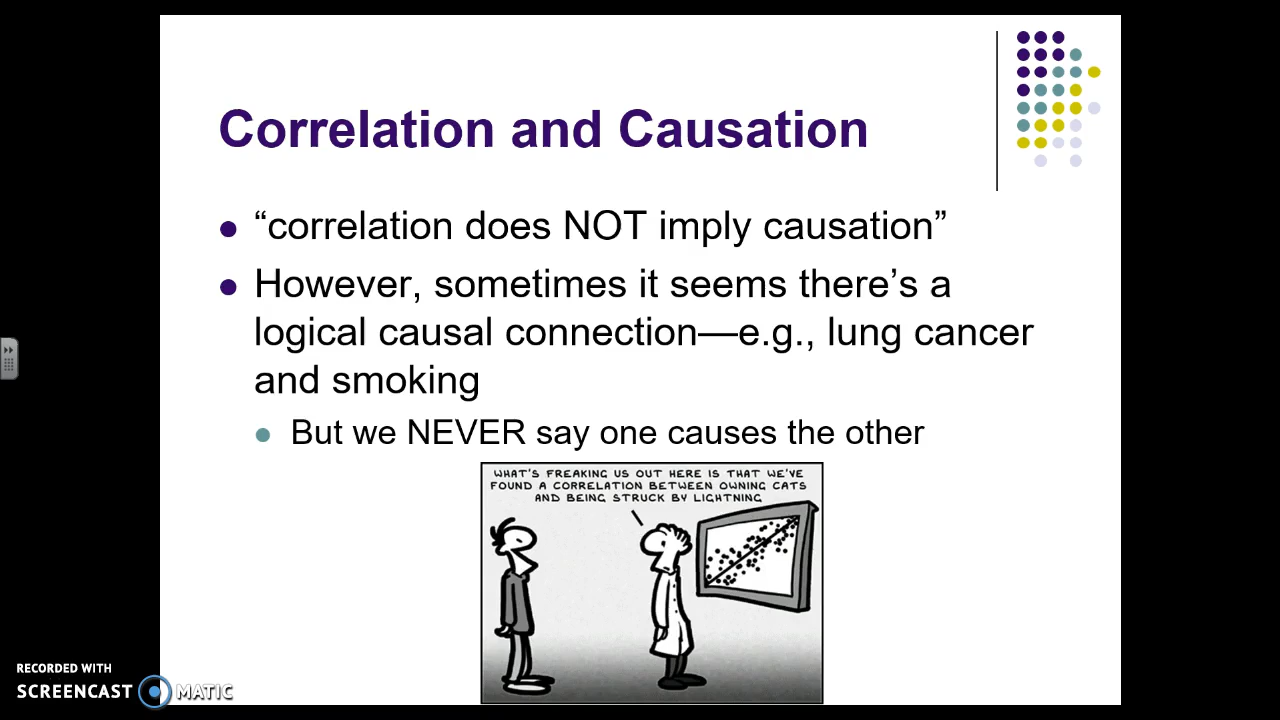 Correlation and Causation
“correlation does NOT imply causation”
However, sometimes it seems there’s a
logical causal connection—e.g., lung cancer
and smoking
But we NEVER say one causes the other
WHAT'S FREAKING US OUT HERE IS THAT WE'VE
FOUND A CORRELATION BETWEEN OWNING CATS
AND BEING STRUCK BY LIGHTNING
RECORDED WITH
SCREENCAST MATIC